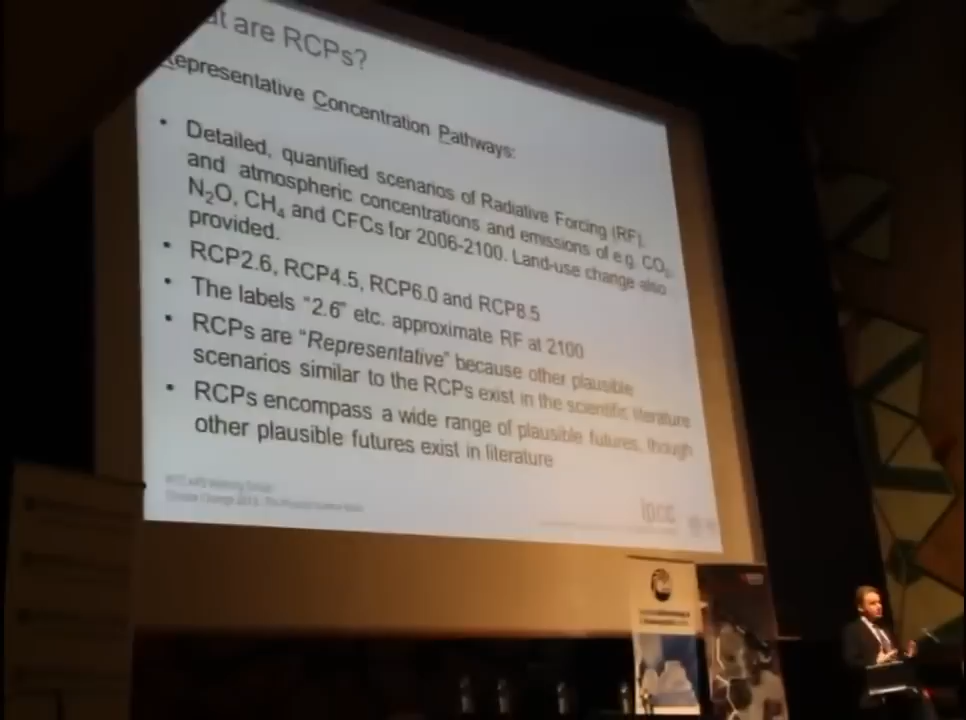 at are RCPs?
Representative Concentration Pathways:
• Detailed, quantified scenarios of Radiative Forcing (RF),
and atmospheric concentrations and emissions of e.g. CO₂,
N₂O, CH₄ and CFCs for 2006-2100. Land-use change also
provided.
• RCP2.6, RCP4.5, RCP6.0 and RCP8.5
• The labels “2.6” etc. approximate RF at 2100
• RCPs are “Representative” because other plausible
scenarios similar to the RCPs exist in the scientific literature
• RCPs encompass a wide range of plausible futures, though
other plausible futures exist in literature
ipcc